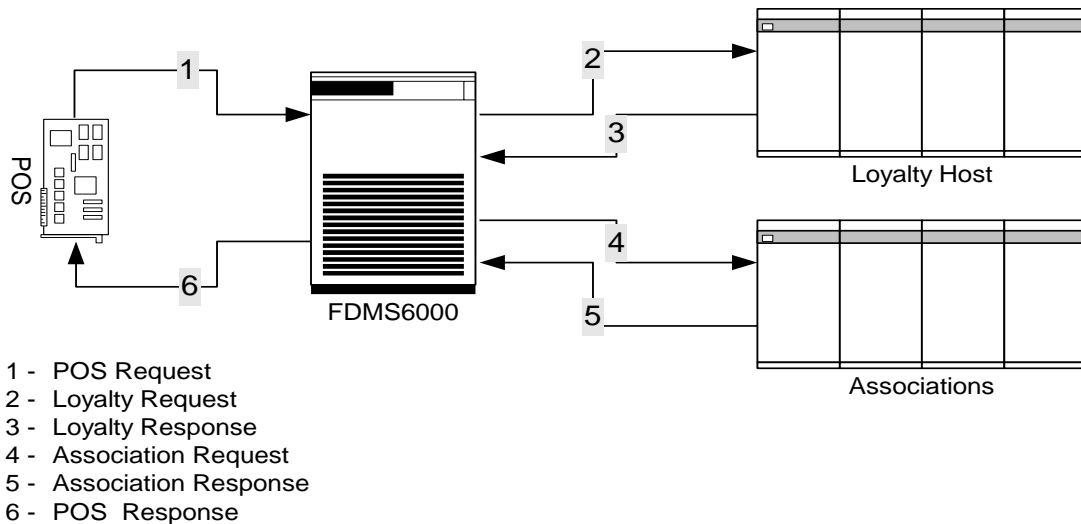 1
2
3
Loyalty Host
POS
4
6
5
FDMS6000
Associations
1 - POS Request
2 - Loyalty Request
3 - Loyalty Response
4 - Association Request
5 - Association Response
6 - POS Response